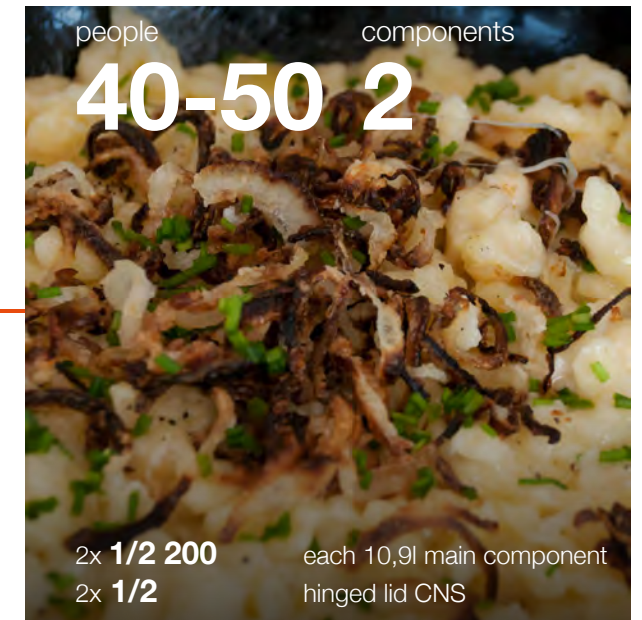 people components
40-50 2
2x 1/2 200 each 10,9l main component
2x 1/2 hinged lid CNS